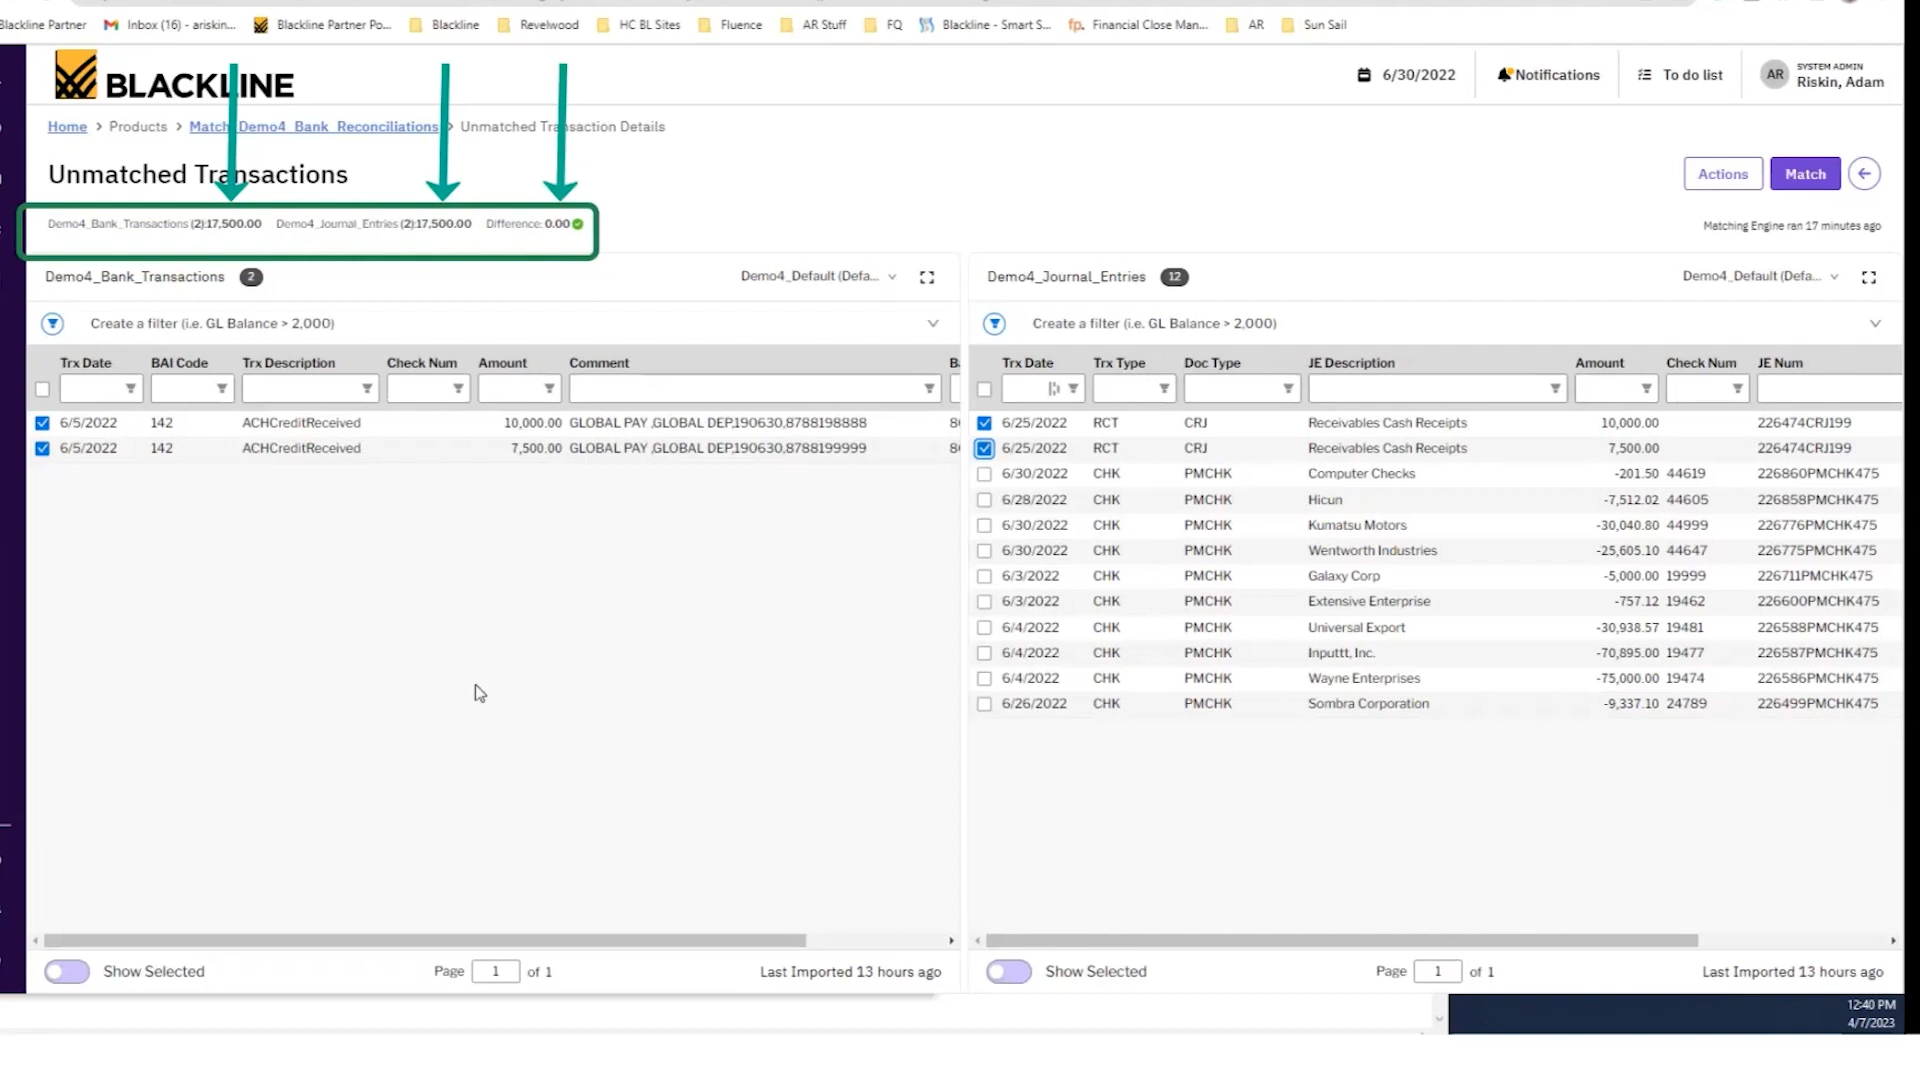 Blackline Partner Inbox (16) - ariskin... Blackline Partner Po... Blackline Revelwood HC BL Sites Fluence AR Stuff FQ Blackline - Smart S... fp. Financial Close Man... AR Sun Sail
BLACKLINE
6/30/2022 Notifications To do list AR SYSTEM ADMIN
Riskin, Adam
Home > Products > Match_Demo4_Bank_Reconciliations > Unmatched Transaction Details
Unmatched Transactions
Actions Match
Demo4_Bank_Transactions (2):17,500.00 Demo4_Journal_Entries (2):17,500.00 Difference: 0.00
Matching Engine ran 17 minutes ago
Demo4_Bank_Transactions 2 Demo4_Default (Defa...
Create a filter (i.e. GL Balance > 2,000)
Trx Date BAI Code Trx Description Check Num Amount Comment
6/5/2022 142 ACHCreditReceived 10,000.00 GLOBAL PAY ,GLOBAL DEP,190630,8788198888
6/5/2022 142 ACHCreditReceived 7,500.00 GLOBAL PAY ,GLOBAL DEP,190630,8788199999
Show Selected Page 1 of 1 Last Imported 13 hours ago
Demo4_Journal_Entries 12 Demo4_Default (Defa...
Create a filter (i.e. GL Balance > 2,000)
Trx Date Trx Type Doc Type JE Description Amount Check Num JE Num
6/25/2022 RCT CRJ Receivables Cash Receipts 10,000.00 226474CRJ199
6/25/2022 RCT CRJ Receivables Cash Receipts 7,500.00 226474CRJ199
6/30/2022 CHK PMCHK Computer Checks -201.50 44619 226860PMCHK475
6/28/2022 CHK PMCHK Hicun -7,512.02 44605 226858PMCHK475
6/30/2022 CHK PMCHK Kumatsu Motors -30,040.80 44999 226776PMCHK475
6/30/2022 CHK PMCHK Wentworth Industries -25,605.10 44647 226775PMCHK475
6/3/2022 CHK PMCHK Galaxy Corp -5,000.00 19999 226711PMCHK475
6/3/2022 CHK PMCHK Extensive Enterprise -757.12 19462 226600PMCHK475
6/4/2022 CHK PMCHK Universal Export -30,938.57 19481 226588PMCHK475
6/4/2022 CHK PMCHK Inputtt, Inc. -70,895.00 19477 226587PMCHK475
6/4/2022 CHK PMCHK Wayne Enterprises -75,000.00 19474 226586PMCHK475
6/26/2022 CHK PMCHK Sombra Corporation -9,337.10 24789 226499PMCHK475
Show Selected Page 1 of 1 Last Imported 13 hours ago
12:40 PM
4/7/2023